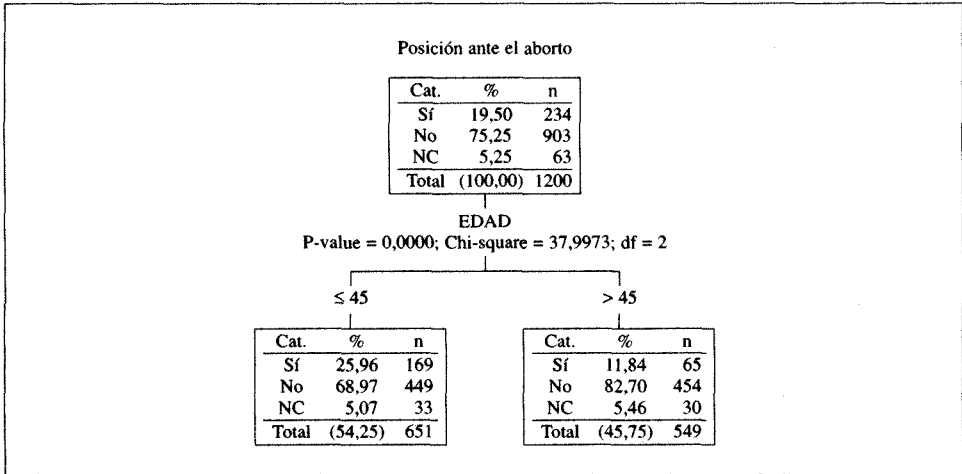 Posición ante el aborto
Cat. % n
Sí 19,50 234
No 75,25 903
NC 5,25 63
Total (100,00) 1200
EDAD
P-value = 0,0000; Chi-square = 37,9973; df = 2
≤ 45
Cat. % n
Sí 25,96 169
No 68,97 449
NC 5,07 33
Total (54,25) 651
> 45
Cat. % n
Sí 11,84 65
No 82,70 454
NC 5,46 30
Total (45,75) 549